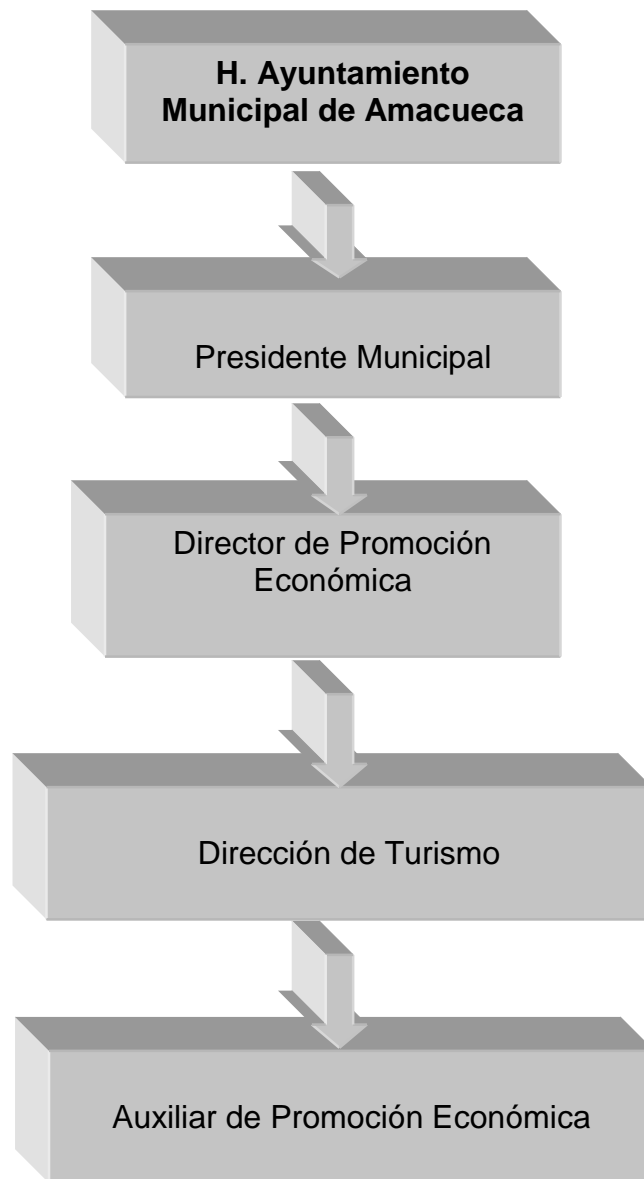 H. Ayuntamiento
Municipal de Amacueca
Presidente Municipal
Director de Promoción
Económica
Dirección de Turismo
Auxiliar de Promoción Económica